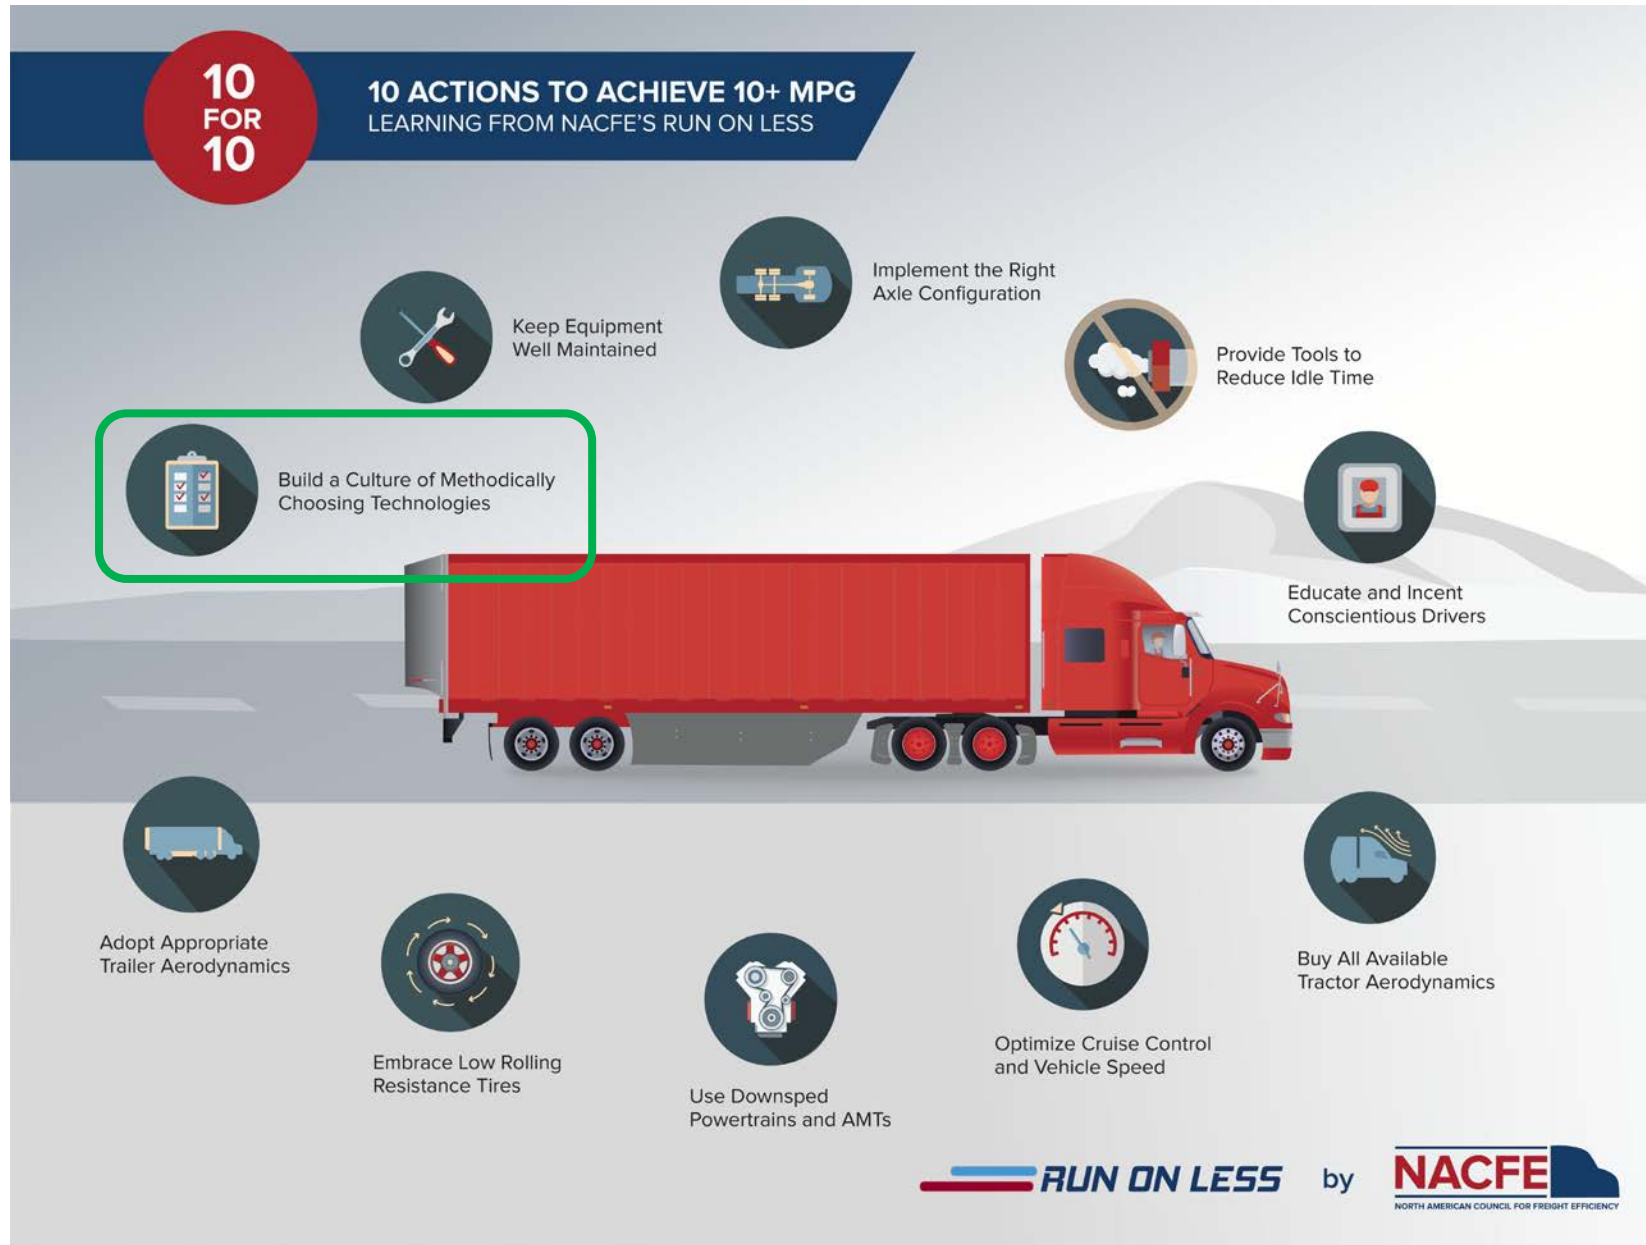 10
FOR
10
10 ACTIONS TO ACHIEVE 10+ MPG
LEARNING FROM NACFE'S RUN ON LESS
Implement the Right
Axle Configuration
Keep Equipment
Well Maintained
Provide Tools to
Reduce Idle Time
Build a Culture of Methodically
Choosing Technologies
Educate and Incent
Conscientious Drivers
Adopt Appropriate
Trailer Aerodynamics
Buy All Available
Tractor Aerodynamics
Optimize Cruise Control
and Vehicle Speed
Embrace Low Rolling
Resistance Tires
Use Downsped
Powertrains and AMTs
RUN ON LESS by NACFE
NORTH AMERICAN COUNCIL FOR FREIGHT EFFICIENCY